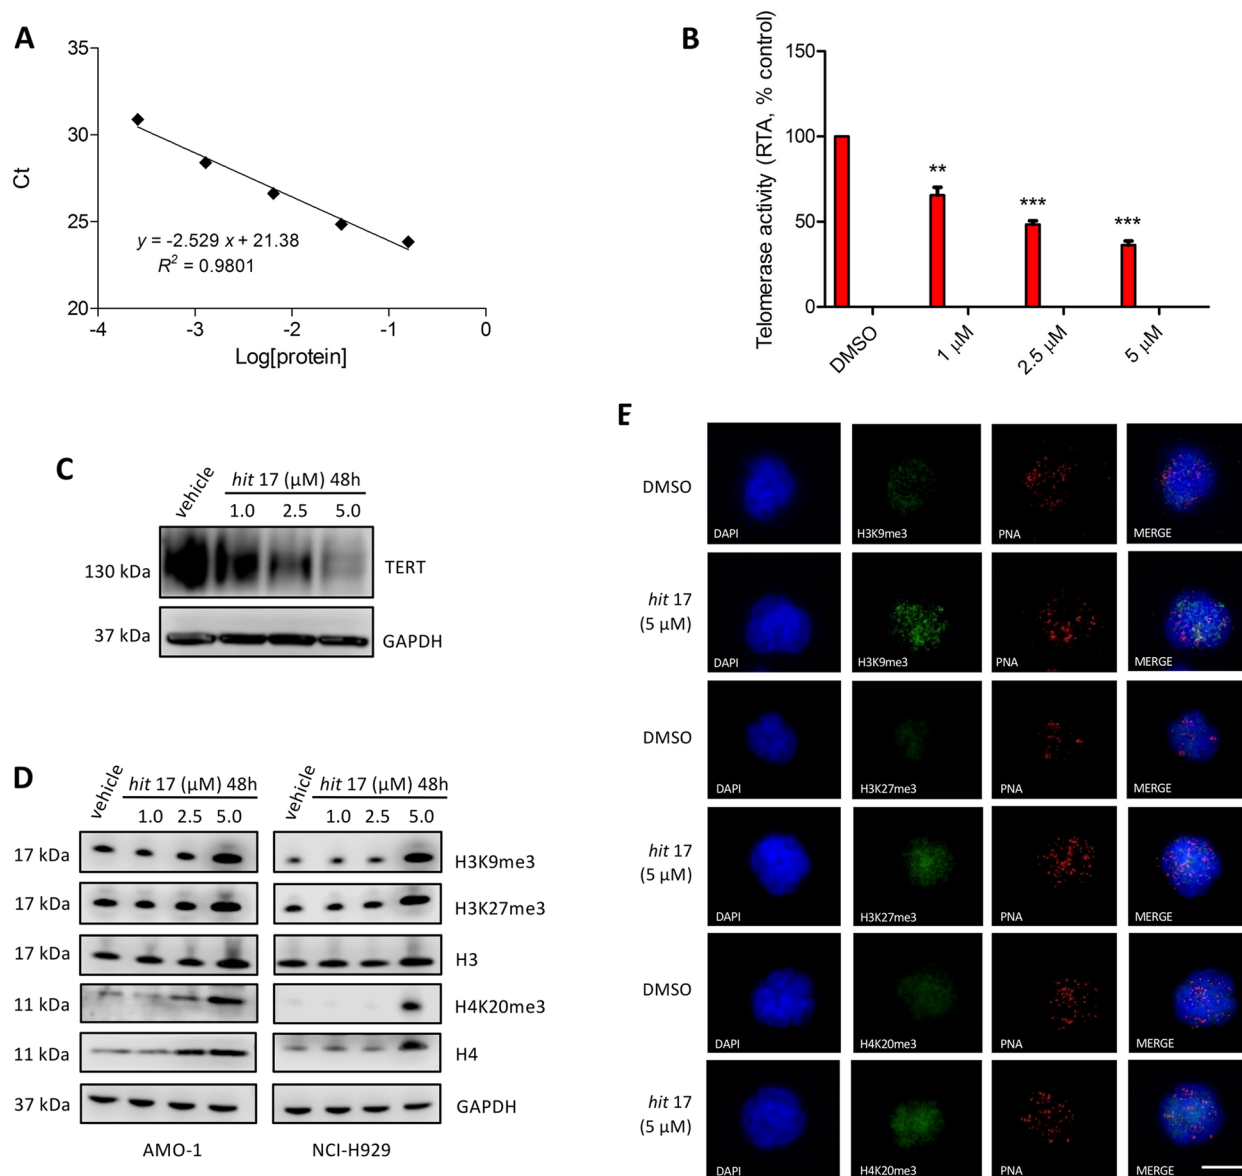 A
35
30
25
20
Ct
y = -2.529 x + 21.38
R² = 0.9801
-4 -3 -2 -1 0
Log[protein]
B
Telomerase activity (RTA, % control)
150
100
50
0
**
***
***
DMSO
1 µM
2.5 µM
5 µM
C
vehicle
hit 17 (µM) 48h
1.0 2.5 5.0
130 kDa
TERT
37 kDa
GAPDH
D
vehicle
hit 17 (µM) 48h
1.0 2.5 5.0
vehicle
hit 17 (µM) 48h
1.0 2.5 5.0
17 kDa
H3K9me3
17 kDa
H3K27me3
17 kDa
H3
11 kDa
H4K20me3
11 kDa
H4
37 kDa
GAPDH
AMO-1
NCI-H929
E
DMSO
DAPI
H3K9me3
PNA
MERGE
hit 17
(5 µM)
DAPI
H3K9me3
PNA
MERGE
DMSO
DAPI
H3K27me3
PNA
MERGE
hit 17
(5 µM)
DAPI
H3K27me3
PNA
MERGE
DMSO
DAPI
H4K20me3
PNA
MERGE
hit 17
(5 µM)
DAPI
H4K20me3
PNA
MERGE